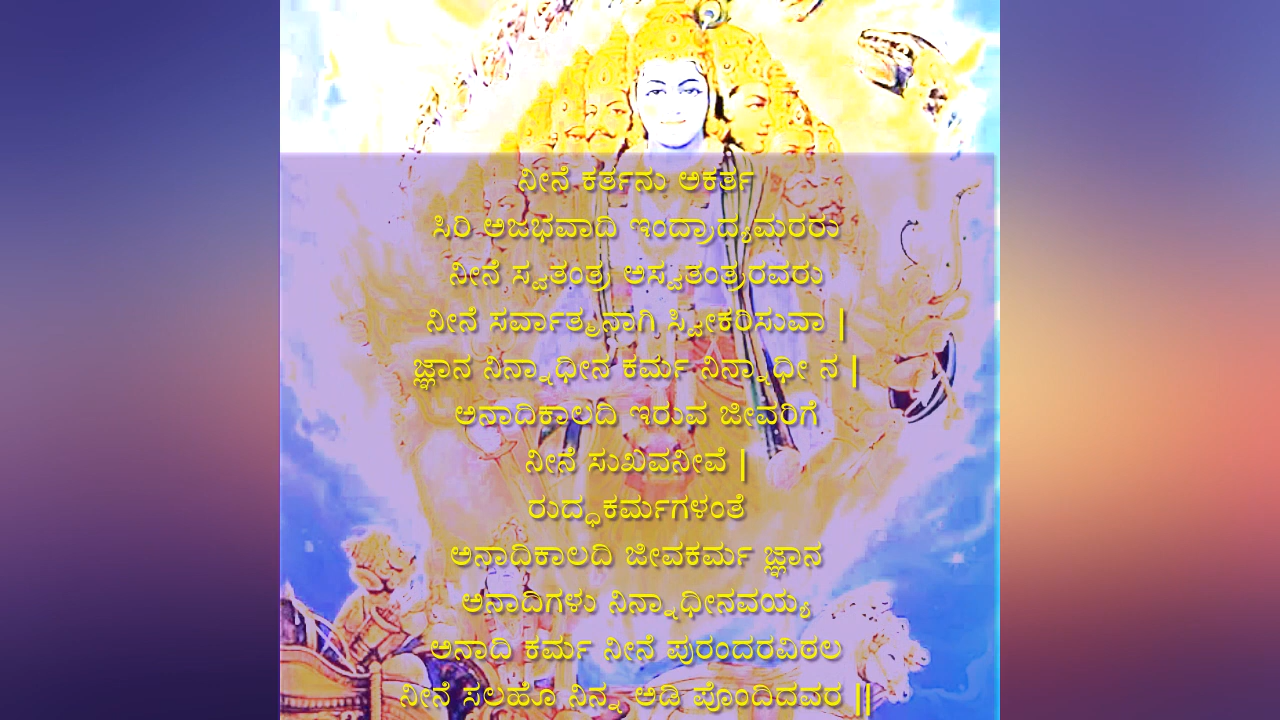 ನೀನೆ ಕರ್ತನು ಅಕರ್ತ
ಸಿರಿ ಅಜಭವಾದಿ ಇಂದ್ರಾದ್ಯಮರರು
ನೀನೆ ಸ್ವತಂತ್ರ ಅಸ್ವತಂತ್ರರವರು
ನೀನೆ ಸರ್ವಾತ್ಮನಾಗಿ ಸ್ವೀಕರಿಸುವಾ |
ಜ್ಞಾನ ನಿನ್ನಾಧೀನ ಕರ್ಮ ನಿನ್ನಾಧೀ ನ |
ಅನಾದಿಕಾಲದಿ ಇರುವ ಜೀವರಿಗೆ
ನೀನೆ ಸುಖವನೀವೆ |
ರುದ್ಧಕರ್ಮಗಳಂತೆ
ಅನಾದಿಕಾಲದಿ ಜೀವಕರ್ಮ ಜ್ಞಾನ
ಅನಾದಿಗಳು ನಿನ್ನಾಧೀನವಯ್ಯ
ಅನಾದಿ ಕರ್ಮ ನೀನೆ ಪುರಂದರವಿಠಲ
ನೀನೆ ಸಲಹೊ ನಿನ್ನ ಅಡಿ ಪೊಂದಿದವರ ||